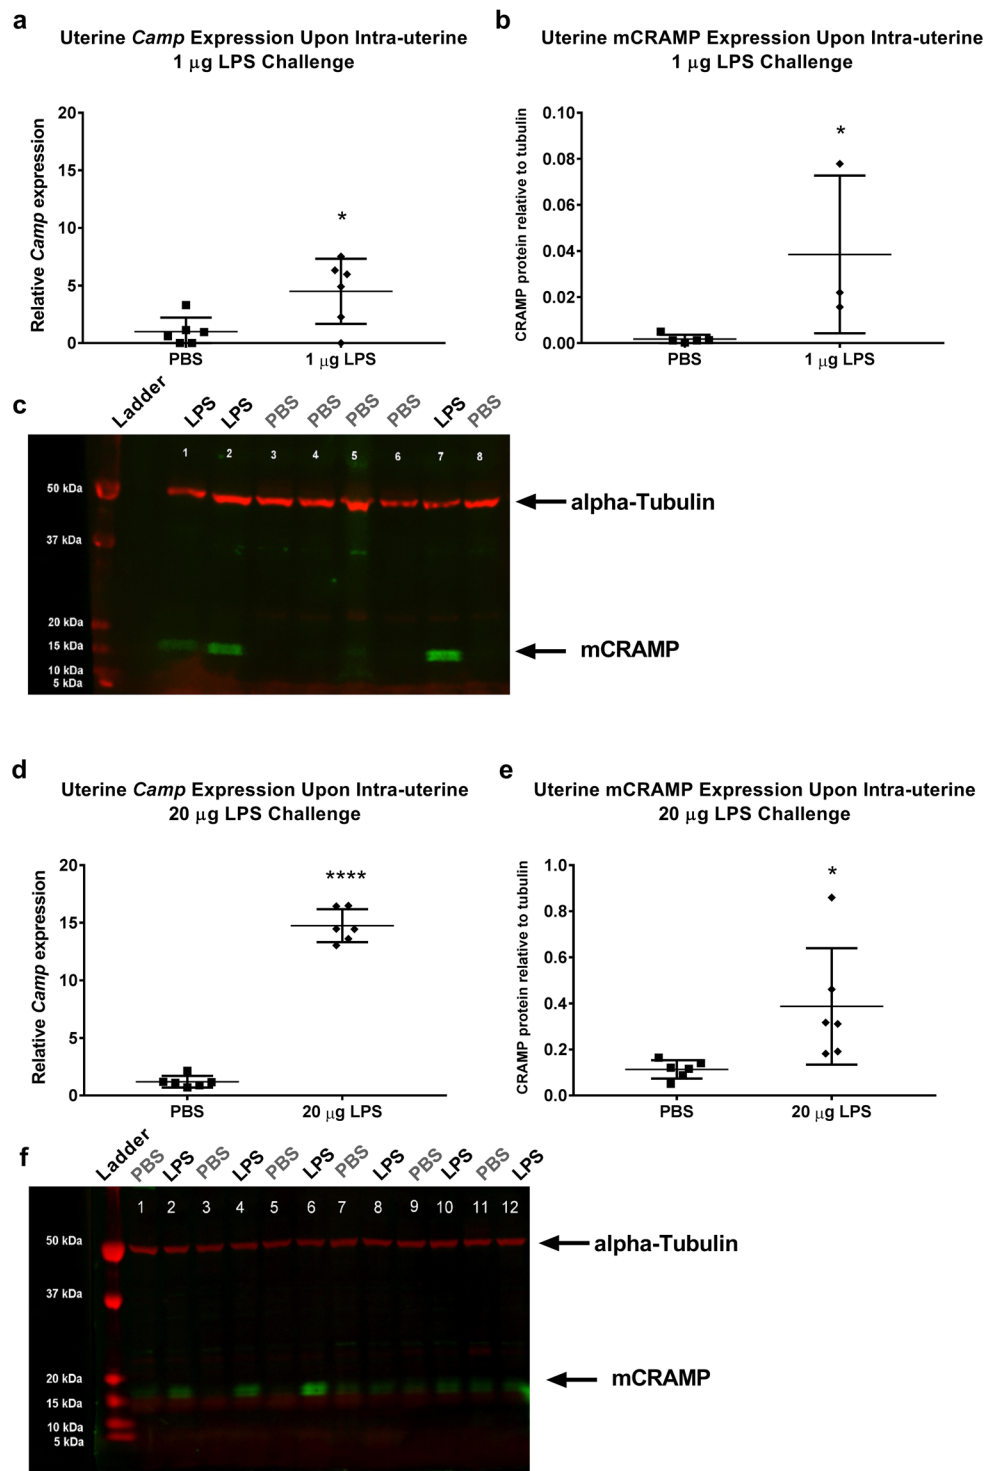 a
Uterine Camp Expression Upon Intra-uterine
1 μg LPS Challenge
Relative Camp expression
20
15
10
5
0
*
PBS
1 μg LPS
b
Uterine mCRAMP Expression Upon Intra-uterine
1 μg LPS Challenge
CRAMP protein relative to tubulin
0.10
0.08
0.06
0.04
0.02
0.00
*
PBS
1 μg LPS
c
Ladder LPS LPS PBS PBS PBS PBS LPS PBS
1 2 3 4 5 6 7 8
50 kDa
37 kDa
20 kDa
15 kDa
10 kDa
5 kDa
alpha-Tubulin
mCRAMP
d
Uterine Camp Expression Upon Intra-uterine
20 μg LPS Challenge
Relative Camp expression
20
15
10
5
0
****
PBS
20 μg LPS
e
Uterine mCRAMP Expression Upon Intra-uterine
20 μg LPS Challenge
CRAMP protein relative to tubulin
1.0
0.8
0.6
0.4
0.2
0.0
*
PBS
20 μg LPS
f
Ladder PBS LPS PBS LPS PBS LPS PBS LPS PBS LPS PBS LPS
1 2 3 4 5 6 7 8 9 10 11 12
50 kDa
37 kDa
20 kDa
15 kDa
10 kDa
5 kDa
alpha-Tubulin
mCRAMP